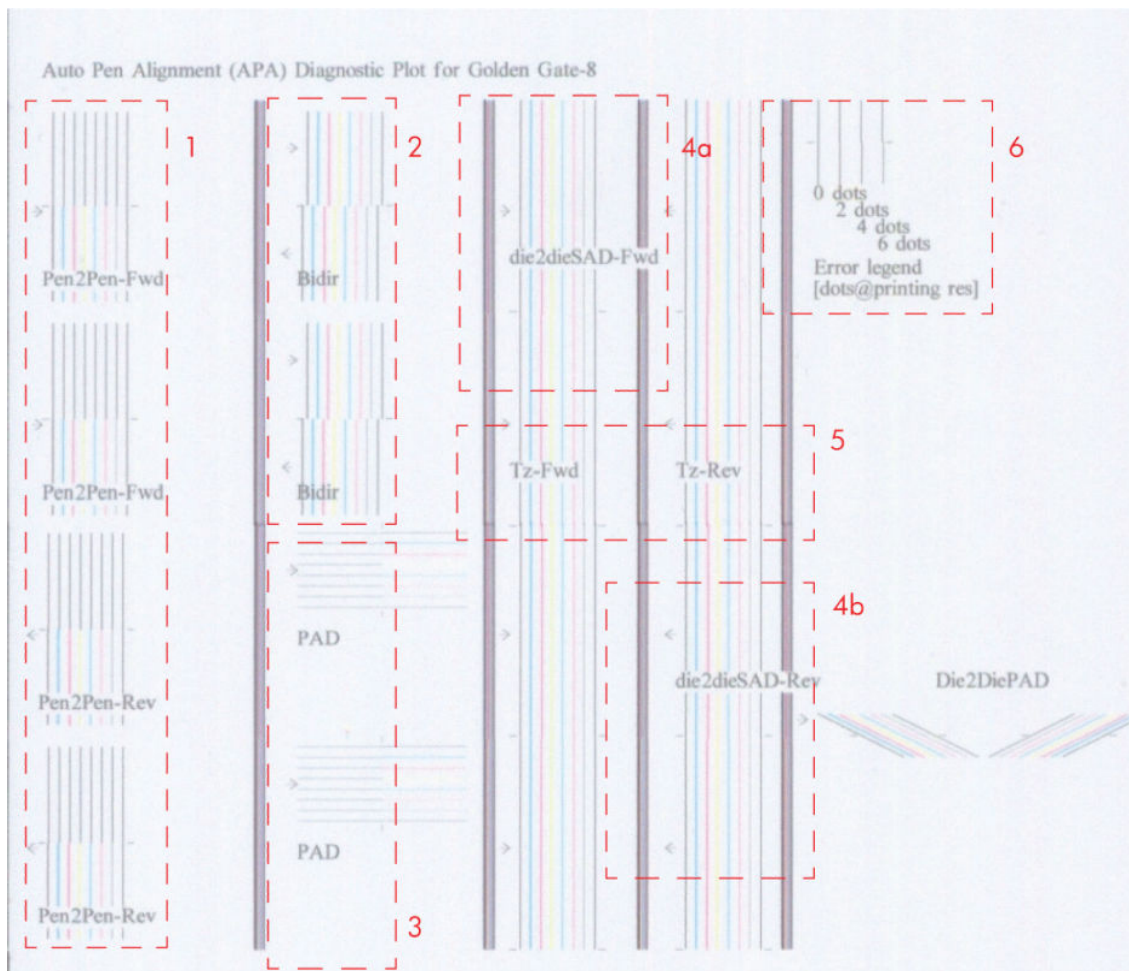 Auto Pen Alignment (APA) Diagnostic Plot for Golden Gate-8
1
2
4a
6
0 dots
2 dots
4 dots
6 dots
Error legend
[dots@printing res]
Pen2Pen-Fwd
Bidir
die2dieSAD-Fwd
5
Pen2Pen-Fwd
Bidir
Tz-Fwd
Tz-Rev
4b
PAD
Pen2Pen-Rev
die2dieSAD-Rev
Die2DiePAD
PAD
Pen2Pen-Rev
3